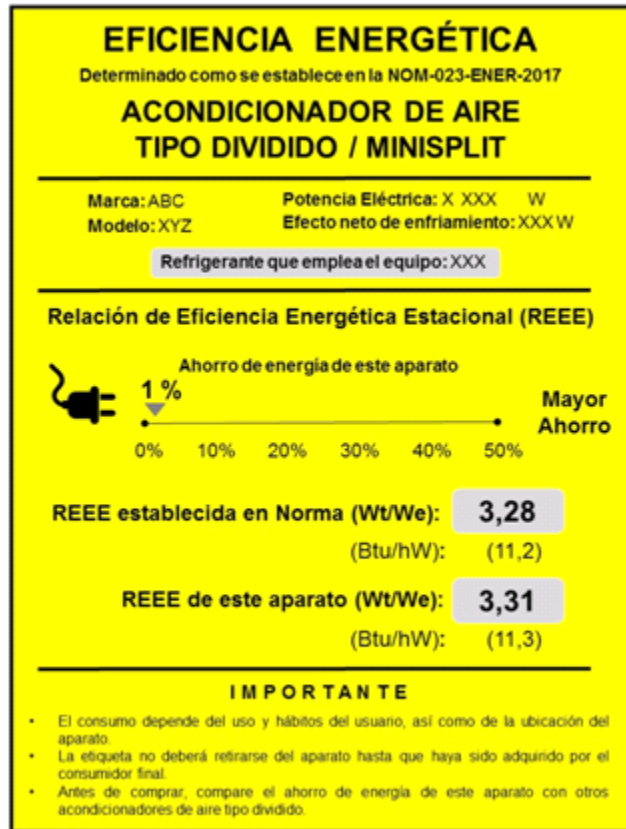 EFICIENCIA ENERGÉTICA
Determinado como se establece en la NOM-023-ENER-2017
ACONDICIONADOR DE AIRE
TIPO DIVIDIDO / MINISPLIT
Marca: ABC
Modelo: XYZ
Potencia Eléctrica: X XXX W
Efecto neto de enfriamiento: XXX W
Refrigerante que emplea el equipo: XXX
Relación de Eficiencia Energética Estacional (REEE)
Ahorro de energía de este aparato
1 %
Mayor
Ahorro
0% 10% 20% 30% 40% 50%
REEE establecida en Norma (Wt/We): 3,28
(Btu/hW): (11,2)
REEE de este aparato (Wt/We): 3,31
(Btu/hW): (11,3)
IMPORTANTE
• El consumo depende del uso y hábitos del usuario, así como de la ubicación del
aparato.
• La etiqueta no deberá retirarse del aparato hasta que haya sido adquirido por el
consumidor final.
• Antes de comprar, compare el ahorro de energía de este aparato con otros
acondicionadores de aire tipo dividido.